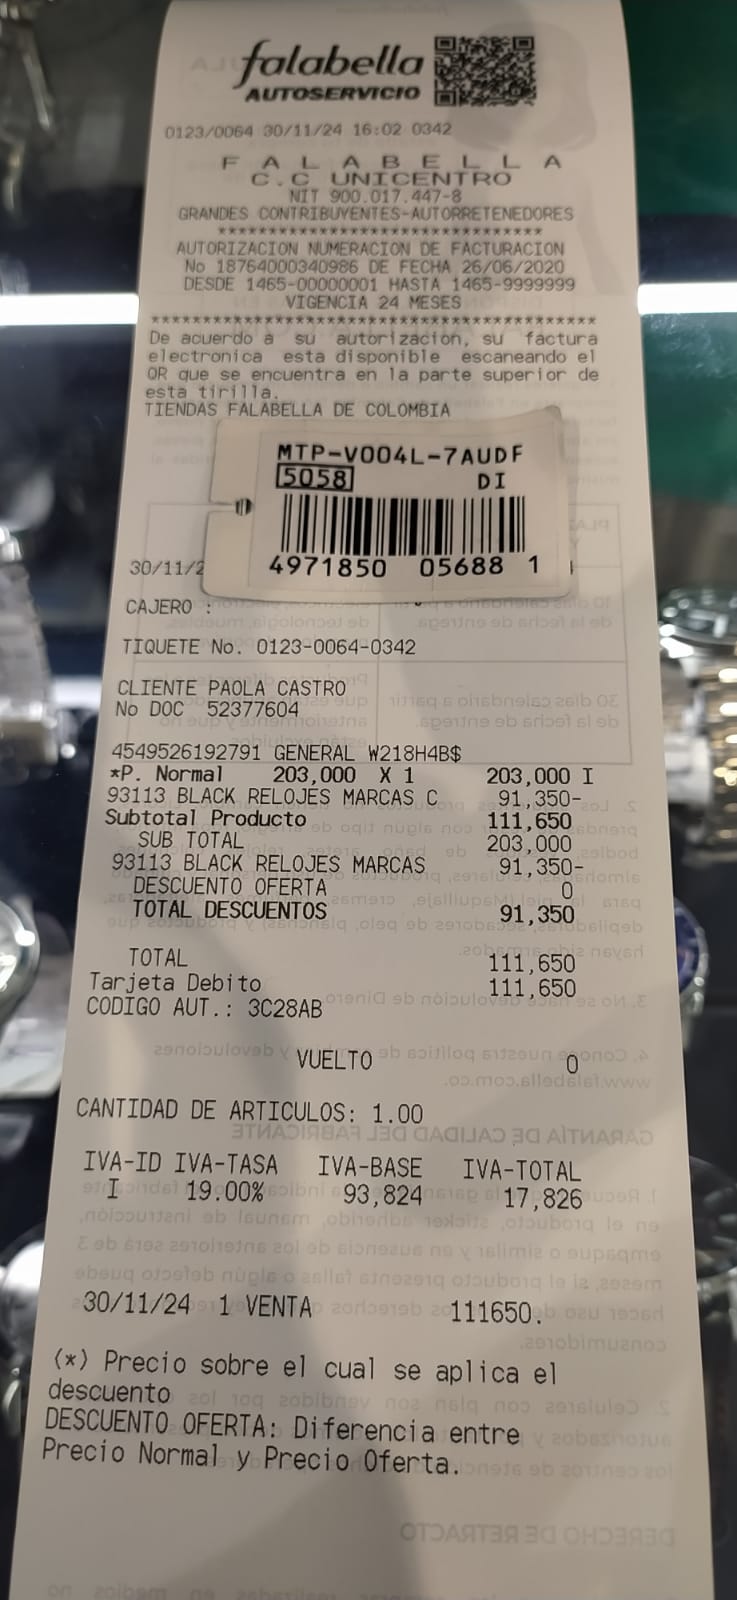 falabella
AUTOSERVICIO
0123/0064 30/11/24 16:02 0342
F A L A B E L L A
C.C UNICENTRO
NIT 900.017.447-8
GRANDES CONTRIBUYENTES-AUTORRETENEDORES
*******************************
AUTORIZACION NUMERACION DE FACTURACION
No 18764000340986 DE FECHA 26/06/2020
DESDE 1465-00000001 HASTA 1465-9999999
VIGENCIA 24 MESES
******************************************
De acuerdo a su autorizacion, su factura
electronica esta disponible escaneando el
QR que se encuentra en la parte superior de
esta tirilla.
TIENDAS FALABELLA DE COLOMBIA
MTP-V004L-7AUDF
5058 DI
4971850 05688 1
30/11/2
CAJERO :
TIQUETE No. 0123-0064-0342
CLIENTE PAOLA CASTRO
No DOC 52377604
4549526192791 GENERAL W218H4B$
*P. Normal 203,000 X 1 203,000 I
93113 BLACK RELOJES MARCAS C 91,350-
Subtotal Producto 111,650
SUB TOTAL 203,000
93113 BLACK RELOJES MARCAS 91,350-
DESCUENTO OFERTA 0
TOTAL DESCUENTOS 91,350
TOTAL 111,650
Tarjeta Debito 111,650
CODIGO AUT.: 3C28AB
VUELTO 0
CANTIDAD DE ARTICULOS: 1.00
IVA-ID IVA-TASA IVA-BASE IVA-TOTAL
I 19.00% 93,824 17,826
30/11/24 1 VENTA 111650.
(*) Precio sobre el cual se aplica el
descuento
DESCUENTO OFERTA: Diferencia entre
Precio Normal y Precio Oferta.